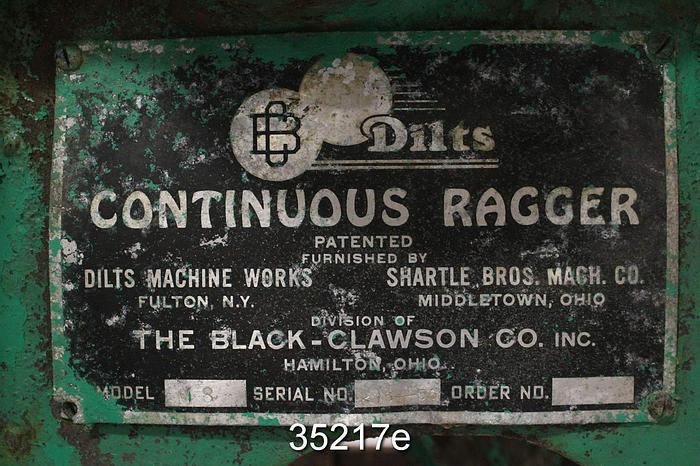 BC Dilts
CONTINUOUS RAGGER
PATENTED
FURNISHED BY
DILTS MACHINE WORKS SHARTLE BROS. MACH. CO.
FULTON, N.Y. MIDDLETOWN, OHIO
DIVISION OF
THE BLACK-CLAWSON CO. INC.
HAMILTON, OHIO
MODEL SERIAL NO. ORDER NO.
35217e